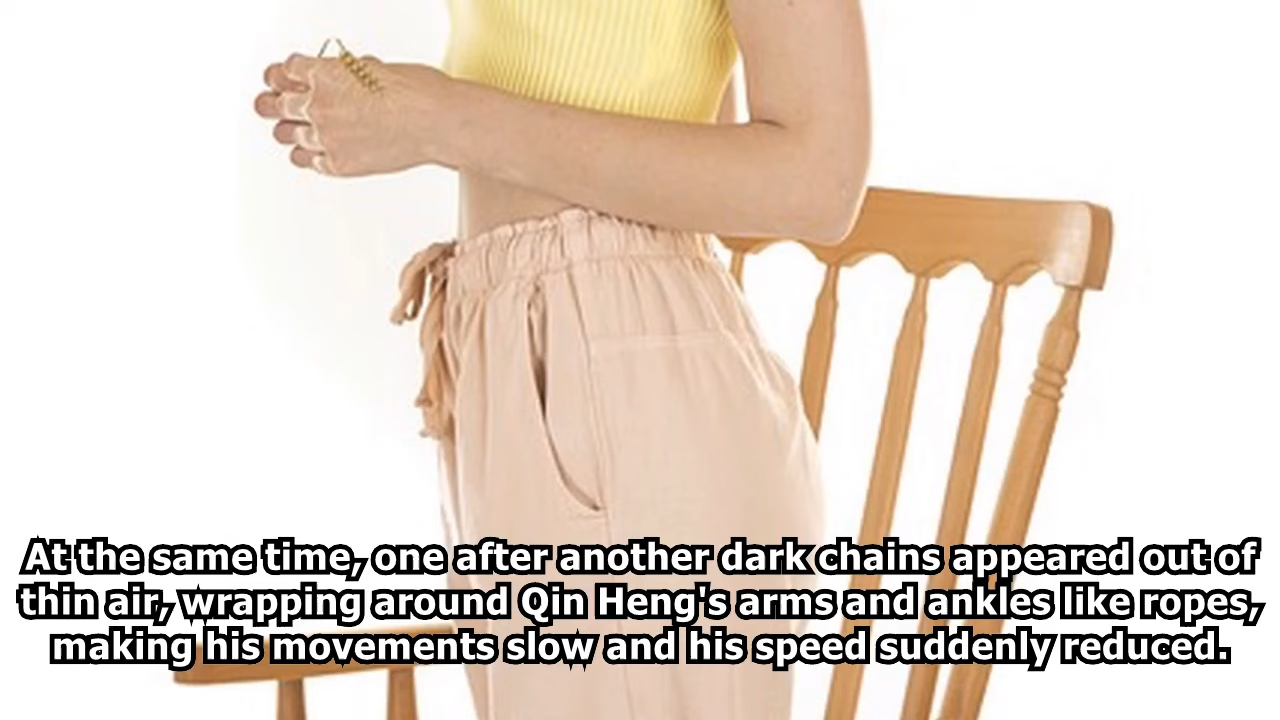 At the same time, one after another dark chains appeared out of
thin air, wrapping around Qin Heng's arms and ankles like ropes,
making his movements slow and his speed suddenly reduced.